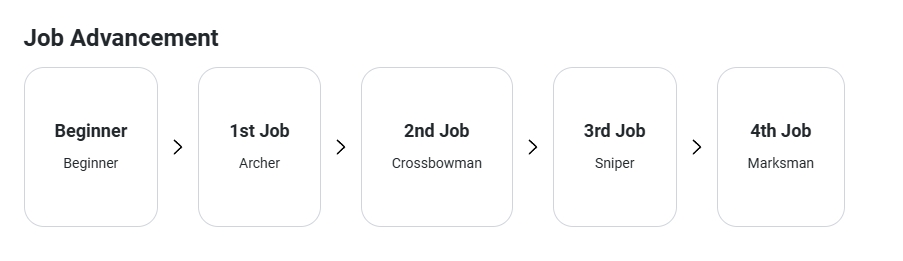 Job Advancement
Beginner
Beginner
1st Job
Archer
2nd Job
Crossbowman
3rd Job
Sniper
4th Job
Marksman